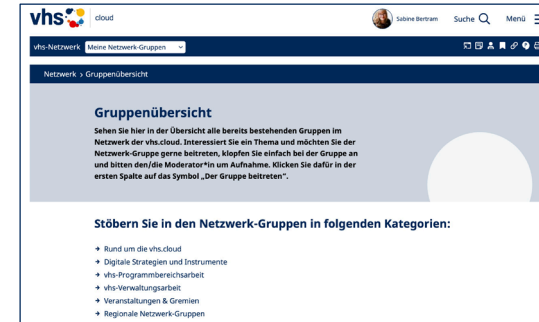 vhs cloud Sabine Bertram Suche Menü
vhs-Netzwerk Meine Netzwerk-Gruppen
Netzwerk › Gruppenübersicht
Gruppenübersicht
Sehen Sie hier in der Übersicht alle bereits bestehenden Gruppen im
Netzwerk der vhs.cloud. Interessiert Sie ein Thema und möchten Sie der
Netzwerk-Gruppe gerne beitreten, klopfen Sie einfach bei der Gruppe an
und bitten den/die Moderator*in um Aufnahme. Klicken Sie dafür in der
ersten Spalte auf das Symbol „Der Gruppe beitreten".
Stöbern Sie in den Netzwerk-Gruppen in folgenden Kategorien:
→ Rund um die vhs.cloud
→ Digitale Strategien und Instrumente
→ vhs-Programmbereichsarbeit
→ vhs-Verwaltungsarbeit
→ Veranstaltungen & Gremien
→ Regionale Netzwerk-Gruppen